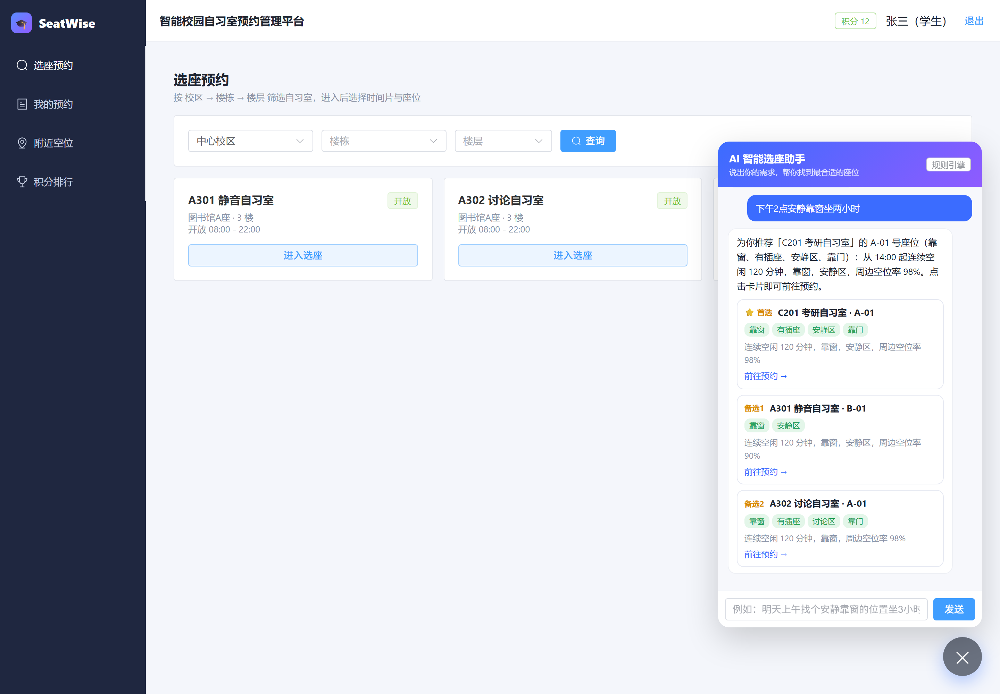 SeatWise
选座预约
我的预约
附近空位
积分排行
智能校园自习室预约管理平台
积分 12
张三（学生）
退出
选座预约
按 校区 → 楼栋 → 楼层 筛选自习室，进入后选择时间片与座位
中心校区
楼栋
楼层
查询
A301 静音自习室
开放
图书馆A座 · 3 楼
开放 08:00 - 22:00
进入选座
A302 讨论自习室
开放
图书馆A座 · 3 楼
开放 08:00 - 22:00
进入选座
AI 智能选座助手
说出你的需求，帮你找到最合适的座位
规则引擎
下午2点安静靠窗坐两小时
为你推荐「C201 考研自习室」的 A-01 号座位（靠
窗、有插座、安静区、靠门）：从 14:00 起连续空
闲 120 分钟，靠窗，安静区，周边空位率 98%。点
击卡片即可前往预约。
首选 C201 考研自习室 · A-01
靠窗 有插座 安静区 靠门
连续空闲 120 分钟，靠窗，安静区，周边空位率
98%
前往预约 →
备选1 A301 静音自习室 · B-01
靠窗 安静区
连续空闲 120 分钟，靠窗，安静区，周边空位率
90%
前往预约 →
备选2 A302 讨论自习室 · A-01
靠窗 有插座 讨论区 靠门
连续空闲 120 分钟，靠窗，周边空位率 98%
前往预约 →
例如：明天上午找个安静靠窗的位置坐3小时
发送